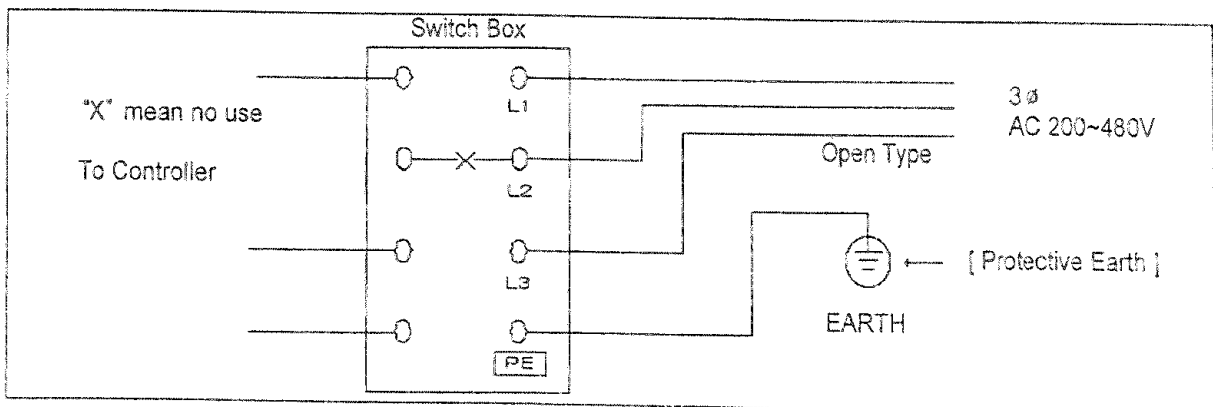 Switch Box
"X" mean no use
To Controller
L1
L2
L3
PE
3 ø
AC 200~480V
Open Type
[ Protective Earth ]
EARTH